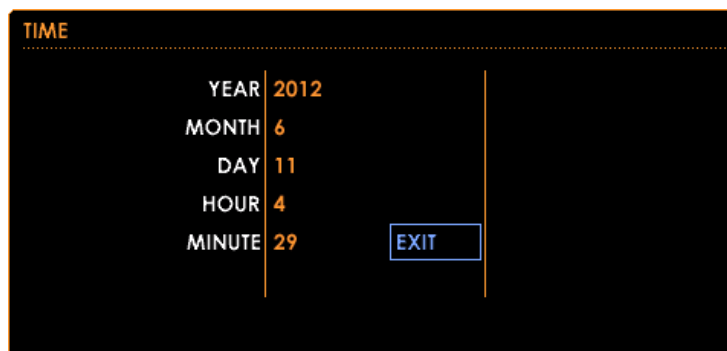 TIME
YEAR 2012
MONTH 6
DAY 11
HOUR 4
MINUTE 29 EXIT